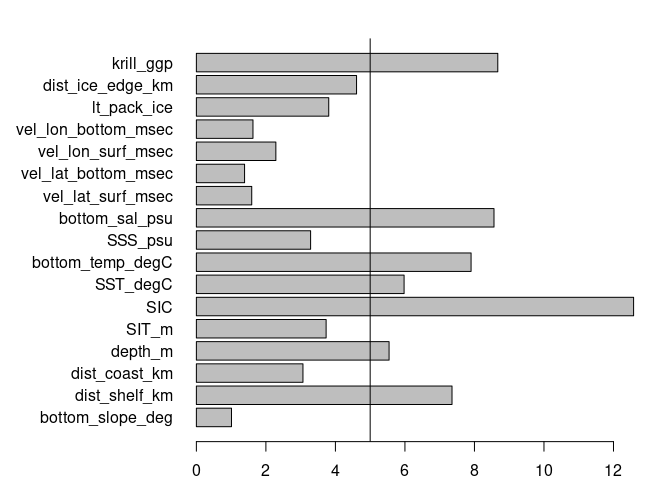 krill_ggp
dist_ice_edge_km
lt_pack_ice
vel_lon_bottom_msec
vel_lon_surf_msec
vel_lat_bottom_msec
vel_lat_surf_msec
bottom_sal_psu
SSS_psu
bottom_temp_degC
SST_degC
SIC
SIT_m
depth_m
dist_coast_km
dist_shelf_km
bottom_slope_deg
0 2 4 6 8 10 12